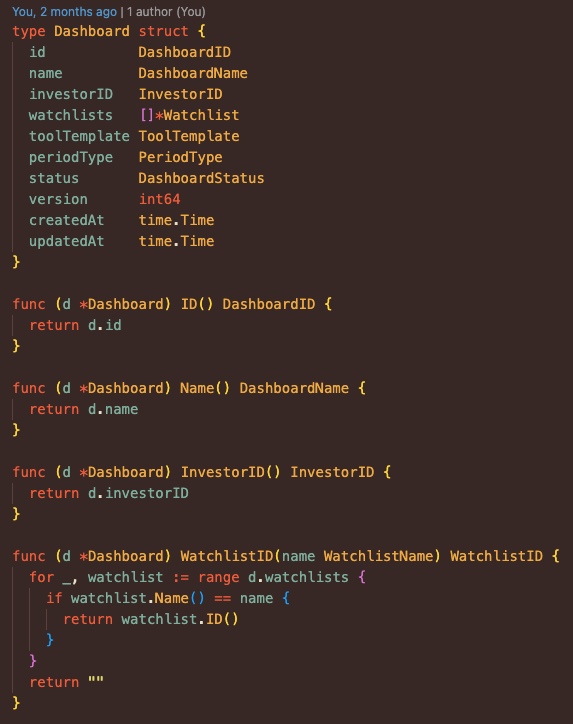 You, 2 months ago | 1 author (You)
type Dashboard struct {
  id           DashboardID
  name         DashboardName
  investorID   InvestorID
  watchlists   []*Watchlist
  toolTemplate ToolTemplate
  periodType   PeriodType
  status       DashboardStatus
  version      int64
  createdAt    time.Time
  updatedAt    time.Time
}
func (d *Dashboard) ID() DashboardID {
  return d.id
}
func (d *Dashboard) Name() DashboardName {
  return d.name
}
func (d *Dashboard) InvestorID() InvestorID {
  return d.investorID
}
func (d *Dashboard) WatchlistID(name WatchlistName) WatchlistID {
  for _, watchlist := range d.watchlists {
    if watchlist.Name() == name {
      return watchlist.ID()
    }
  }
  return ""
}